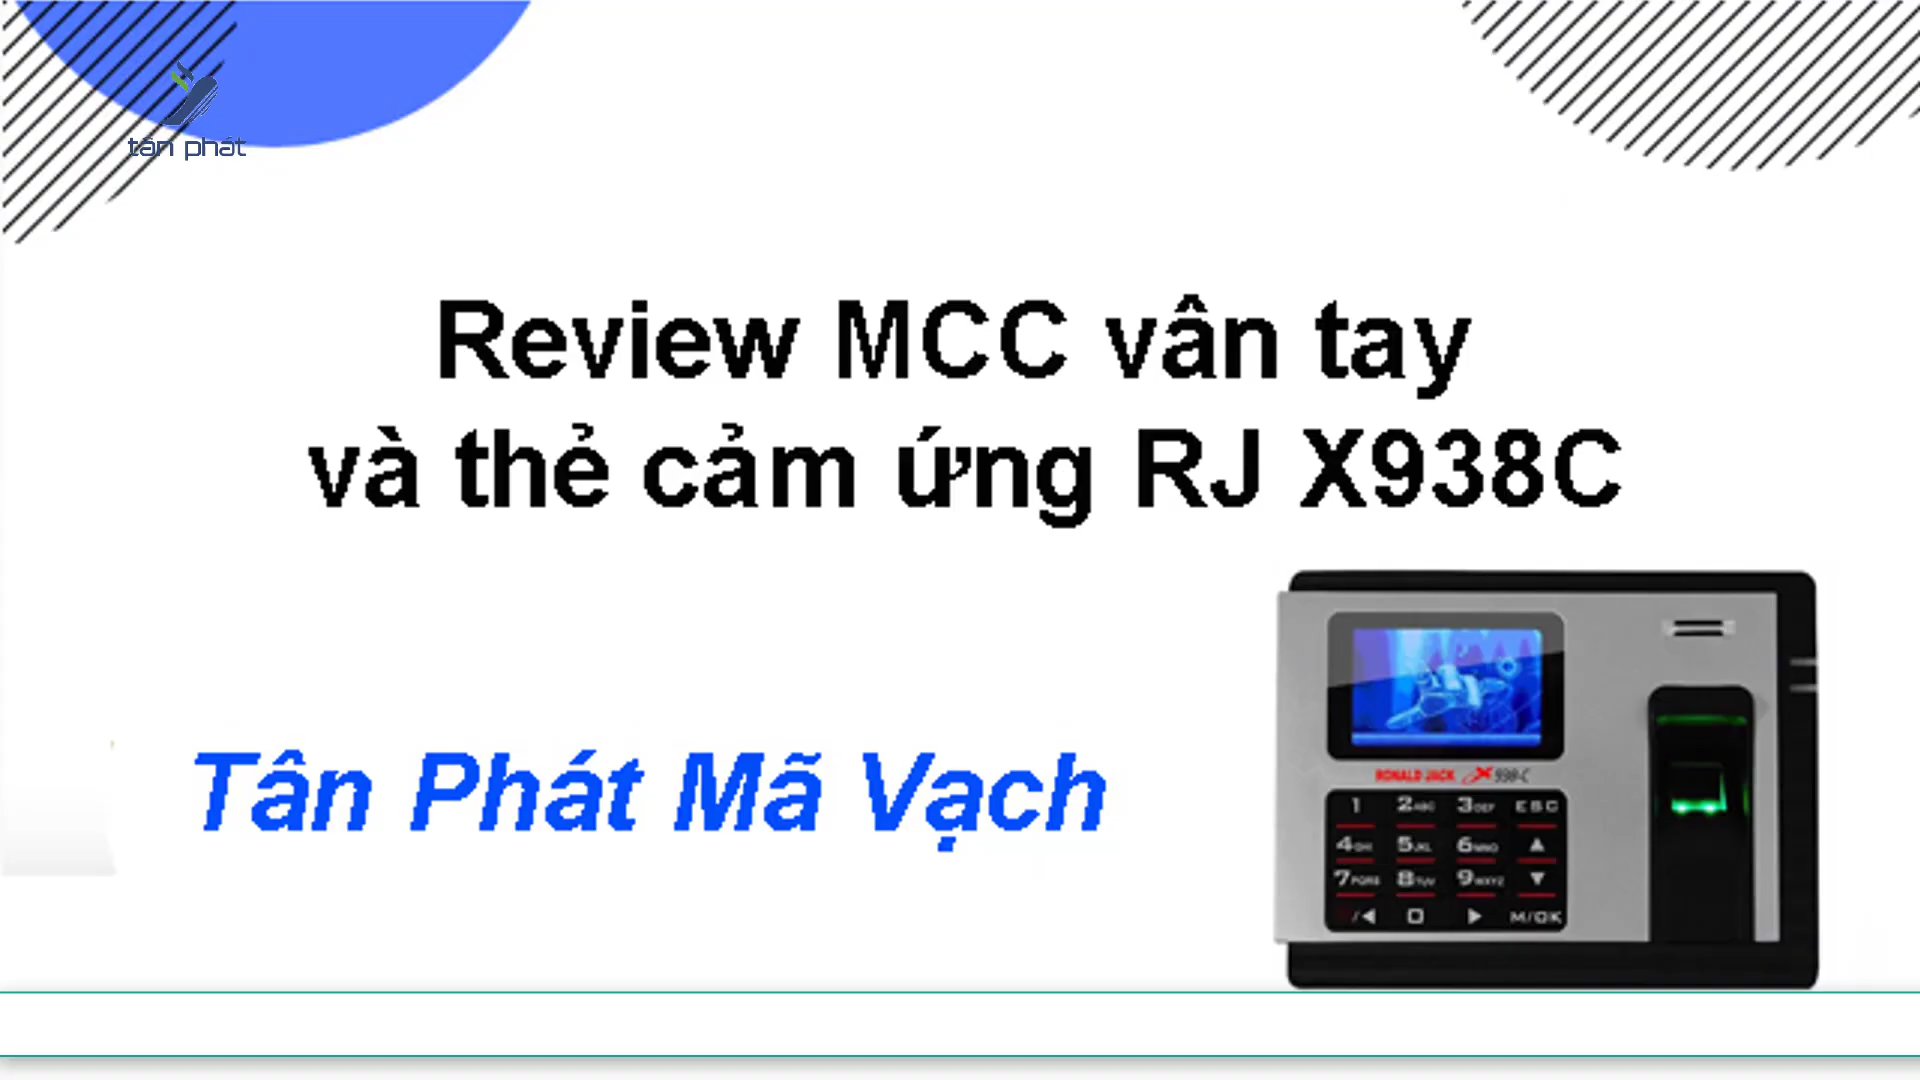 tân phát
Review MCC vân tay
và thẻ cảm ứng RJ X938C
Tân Phát Mã Vạch
RONALD JACK X 938-C
1 2ABC 3DEF ESC
4GHI 5JKL 6MNO ▲
7PQRS 8TUV 9WXYZ ▼
/◀ 0 ▶ M/OK